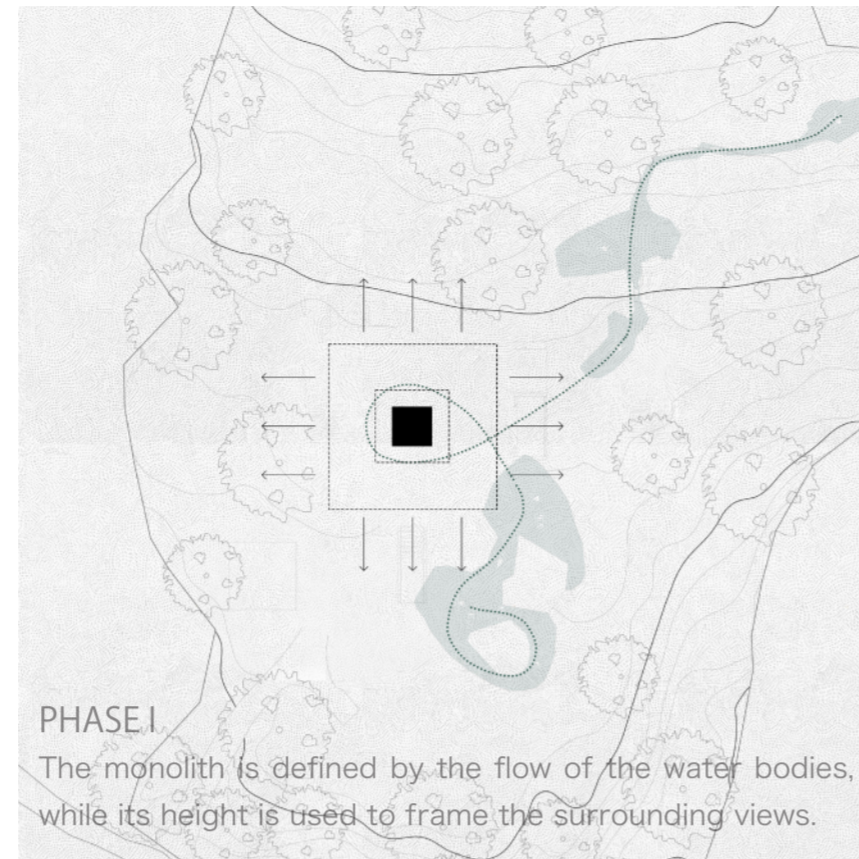 PHASE I
The monolith is defined by the flow of the water bodies,
while its height is used to frame the surrounding views.